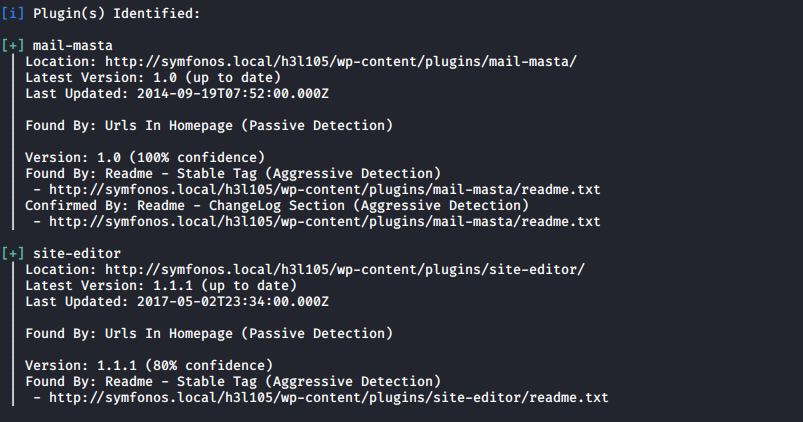 [i] Plugin(s) Identified:
[+] mail-masta
Location: http://symfonos.local/h3l105/wp-content/plugins/mail-masta/
Latest Version: 1.0 (up to date)
Last Updated: 2014-09-19T07:52:00.000Z
Found By: Urls In Homepage (Passive Detection)
Version: 1.0 (100% confidence)
Found By: Readme - Stable Tag (Aggressive Detection)
- http://symfonos.local/h3l105/wp-content/plugins/mail-masta/readme.txt
Confirmed By: Readme - ChangeLog Section (Aggressive Detection)
- http://symfonos.local/h3l105/wp-content/plugins/mail-masta/readme.txt
[+] site-editor
Location: http://symfonos.local/h3l105/wp-content/plugins/site-editor/
Latest Version: 1.1.1 (up to date)
Last Updated: 2017-05-02T23:34:00.000Z
Found By: Urls In Homepage (Passive Detection)
Version: 1.1.1 (80% confidence)
Found By: Readme - Stable Tag (Aggressive Detection)
- http://symfonos.local/h3l105/wp-content/plugins/site-editor/readme.txt